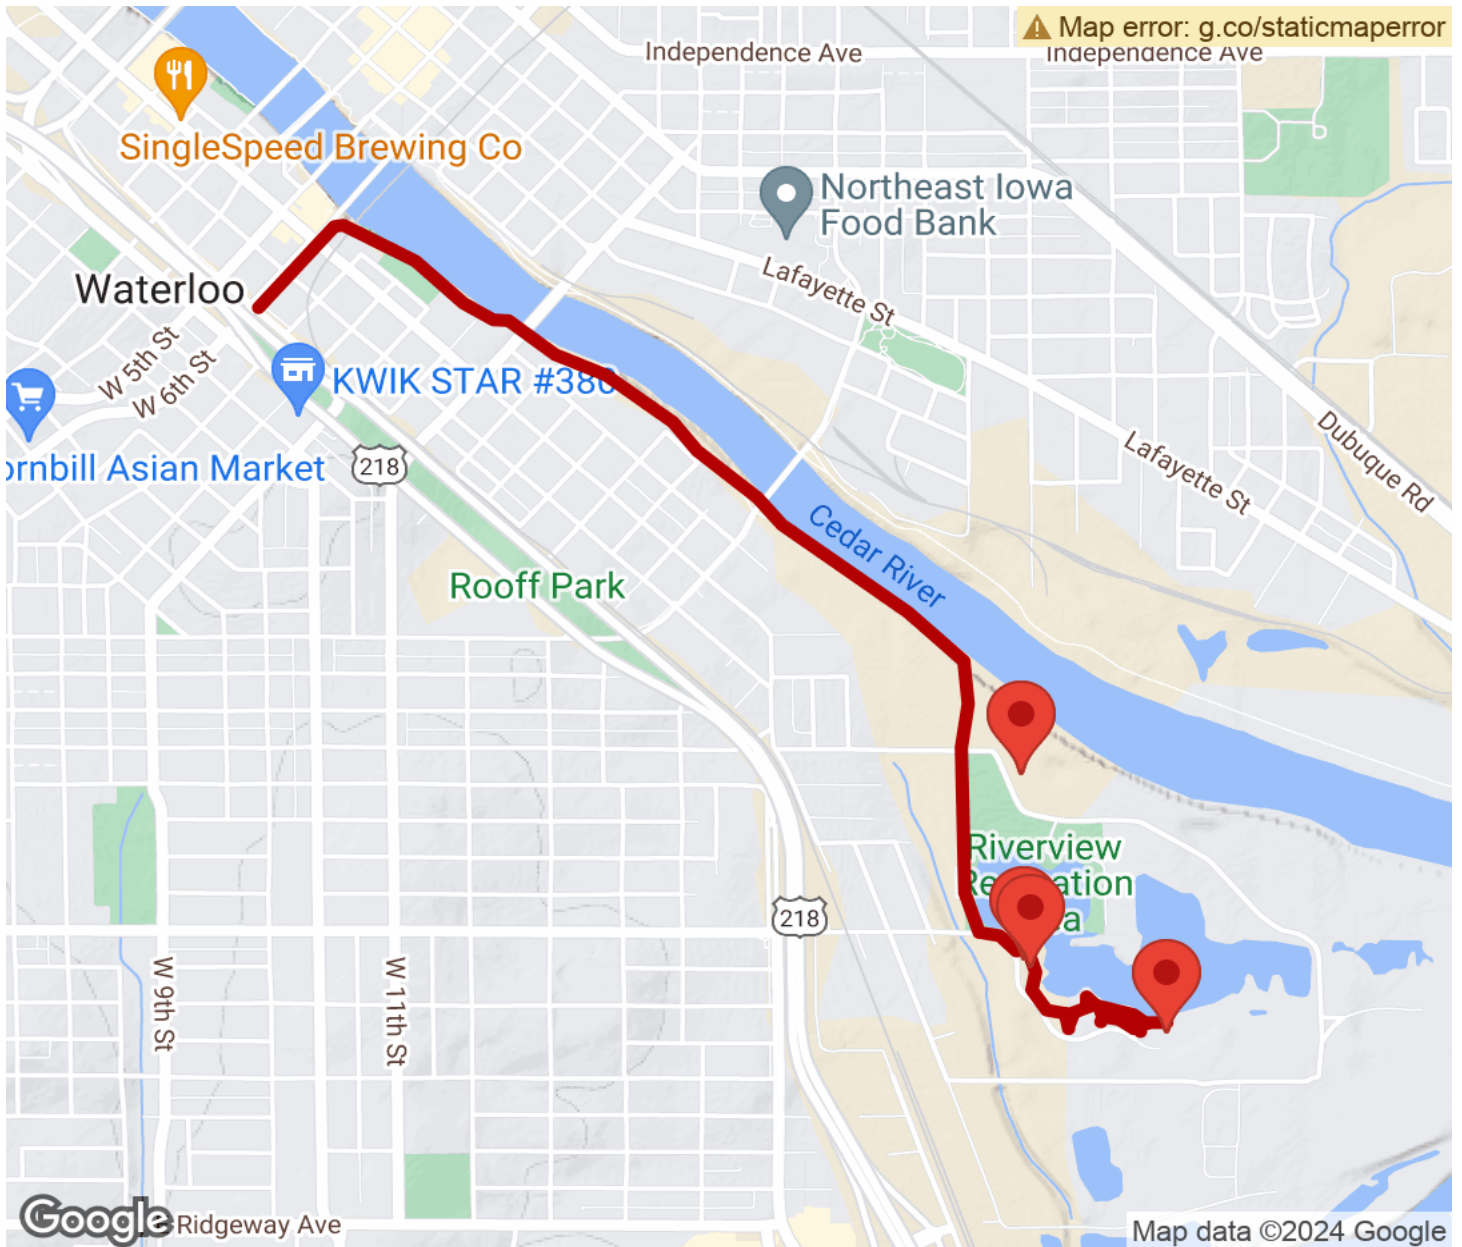 Map error: g.co/staticmaperror
Independence Ave
Independence Ave
SingleSpeed Brewing Co
Northeast Iowa
Food Bank
Lafayette St
Waterloo
W 5th St
W 6th St
KWIK STAR #380
ornbill Asian Market
218
Dubuque Rd
Lafayette St
Cedar River
Rooff Park
Riverview
218
W 9th St
W 11th St
Google
Ridgeway Ave
Map data ©2024 Google